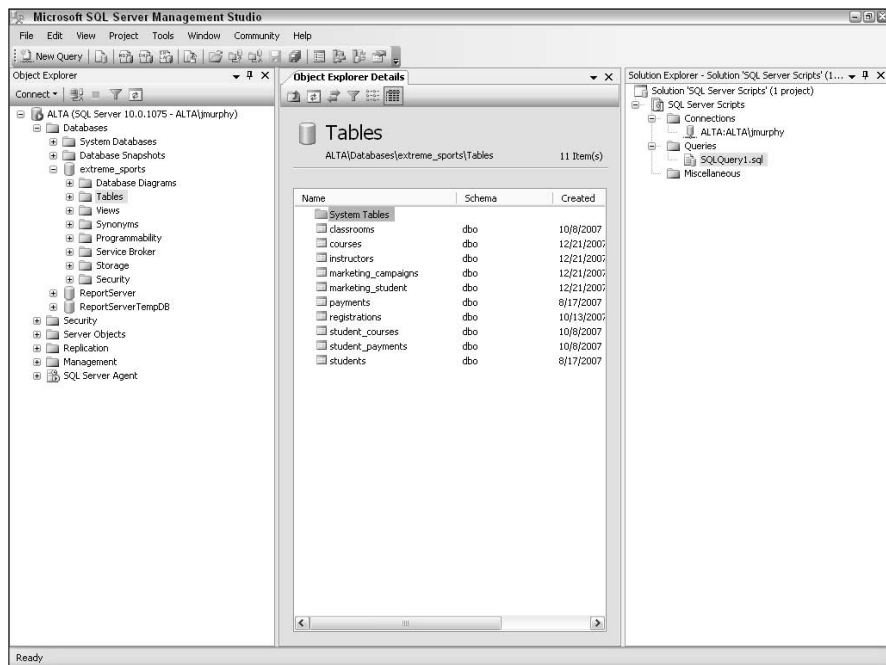 Microsoft SQL Server Management Studio
File Edit View Project Tools Window Community Help
New Query
Object Explorer
Connect
ALTA (SQL Server 10.0.1075 - ALTA\jmurphy)
Databases
System Databases
Database Snapshots
extreme_sports
Database Diagrams
Tables
Views
Synonyms
Programmability
Service Broker
Storage
Security
ReportServer
ReportServerTempDB
Security
Server Objects
Replication
Management
SQL Server Agent
Object Explorer Details
Tables
ALTA\Databases\extreme_sports\Tables 11 Item(s)
Name Schema Created
System Tables
classrooms dbo 10/8/2007
courses dbo 12/21/2007
instructors dbo 12/21/2007
marketing_campaigns dbo 12/21/2007
marketing_student dbo 12/21/2007
payments dbo 8/17/2007
registrations dbo 10/13/2007
student_courses dbo 10/8/2007
student_payments dbo 10/8/2007
students dbo 8/17/2007
Solution Explorer - Solution 'SQL Server Scripts' (1...
Solution 'SQL Server Scripts' (1 project)
SQL Server Scripts
Connections
ALTA:ALTA\jmurphy
Queries
SQLQuery1.sql
Miscellaneous
Ready